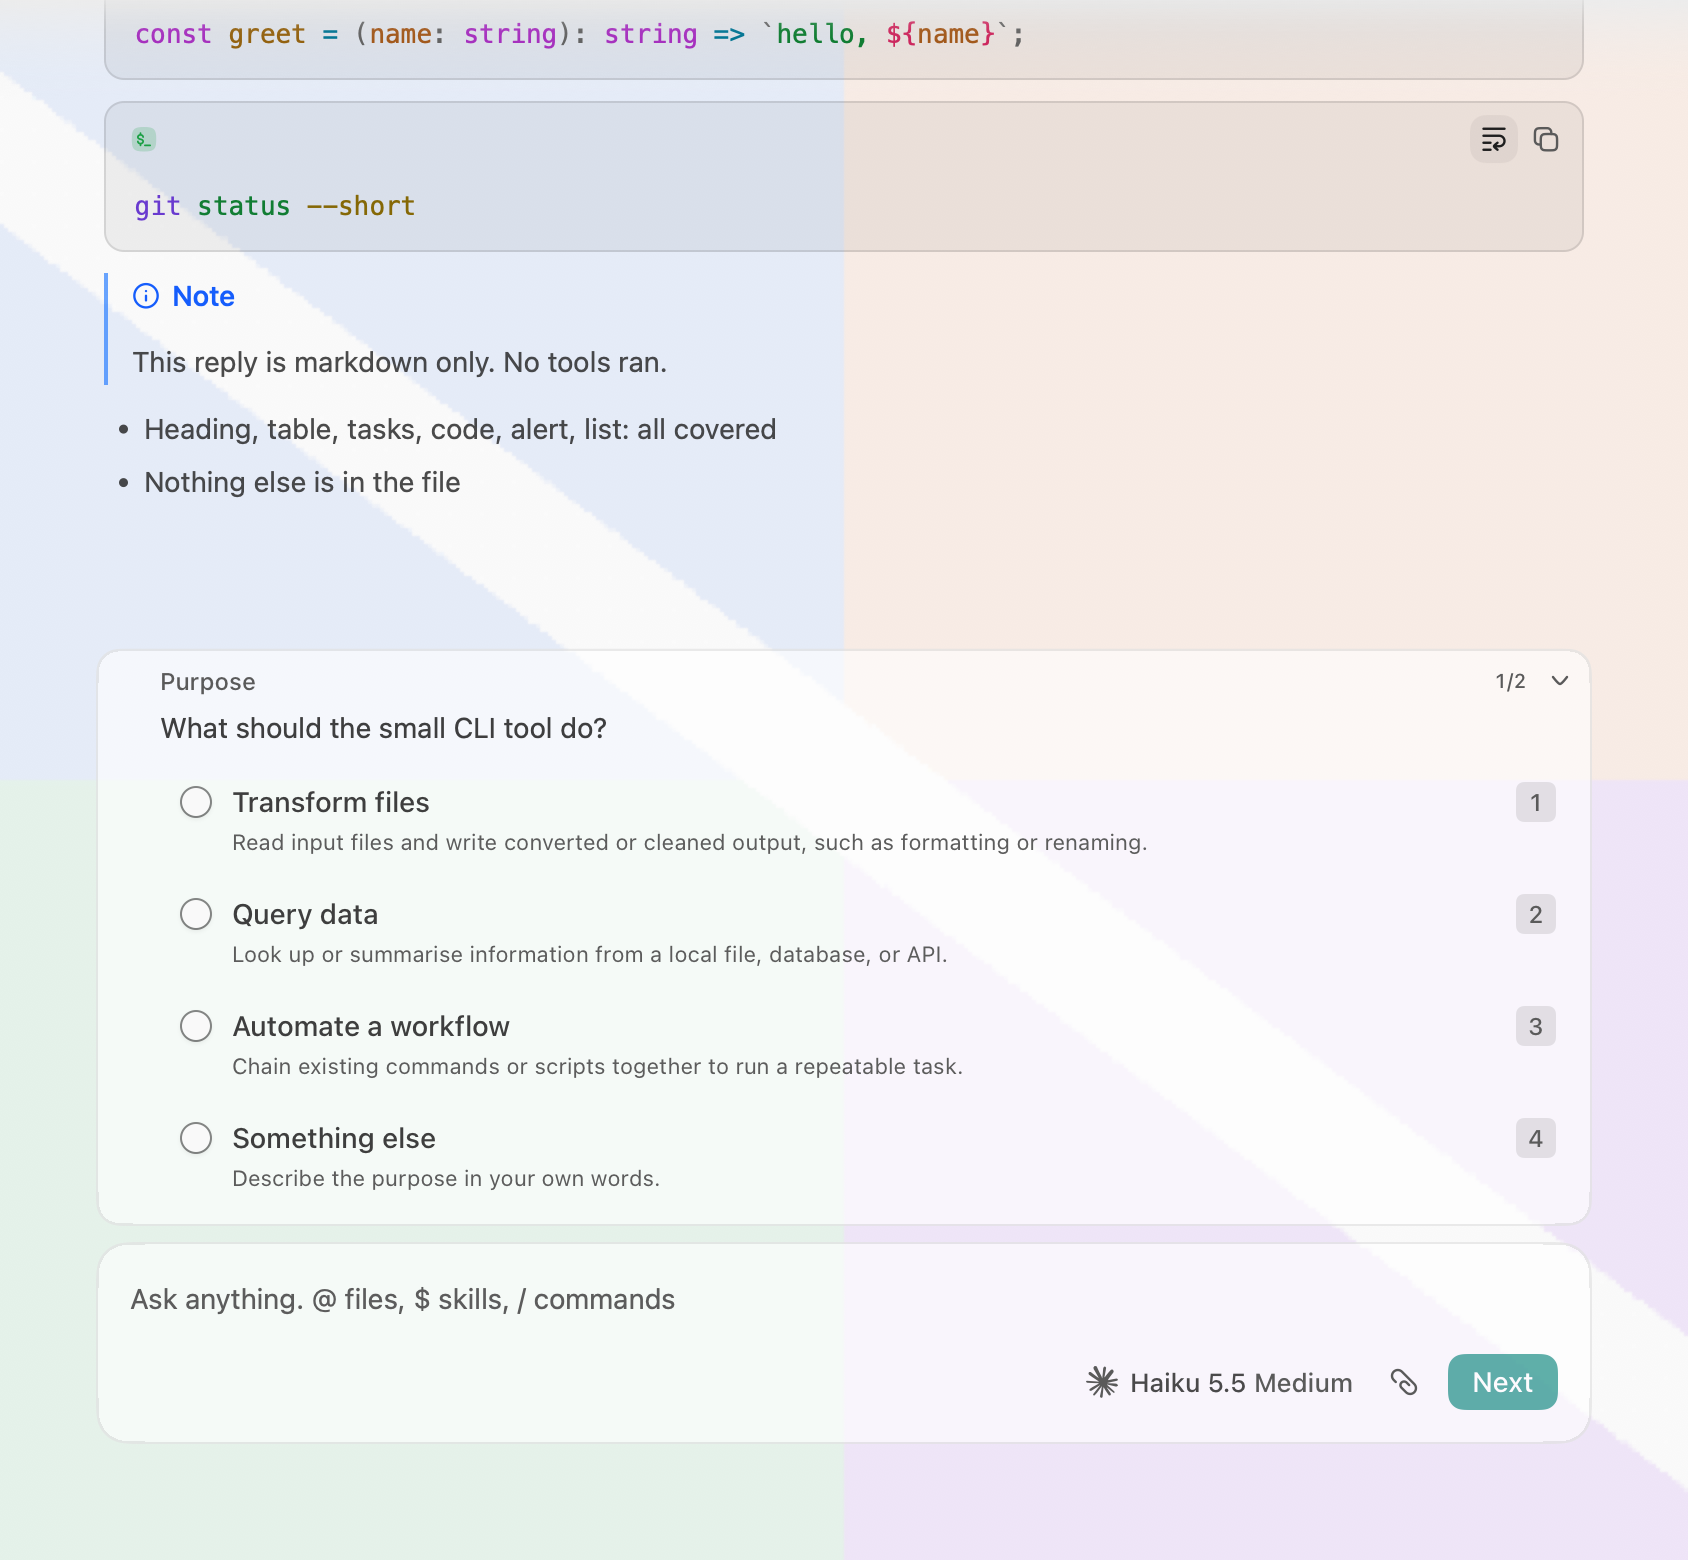 const greet = (name: string): string => `hello, ${name}`;
$_
git status --short
Note
This reply is markdown only. No tools ran.
• Heading, table, tasks, code, alert, list: all covered
• Nothing else is in the file
Purpose 1/2
What should the small CLI tool do?
Transform files 1
Read input files and write converted or cleaned output, such as formatting or renaming.
Query data 2
Look up or summarise information from a local file, database, or API.
Automate a workflow 3
Chain existing commands or scripts together to run a repeatable task.
Something else 4
Describe the purpose in your own words.
Ask anything. @ files, $ skills, / commands
Haiku 5.5 Medium Next